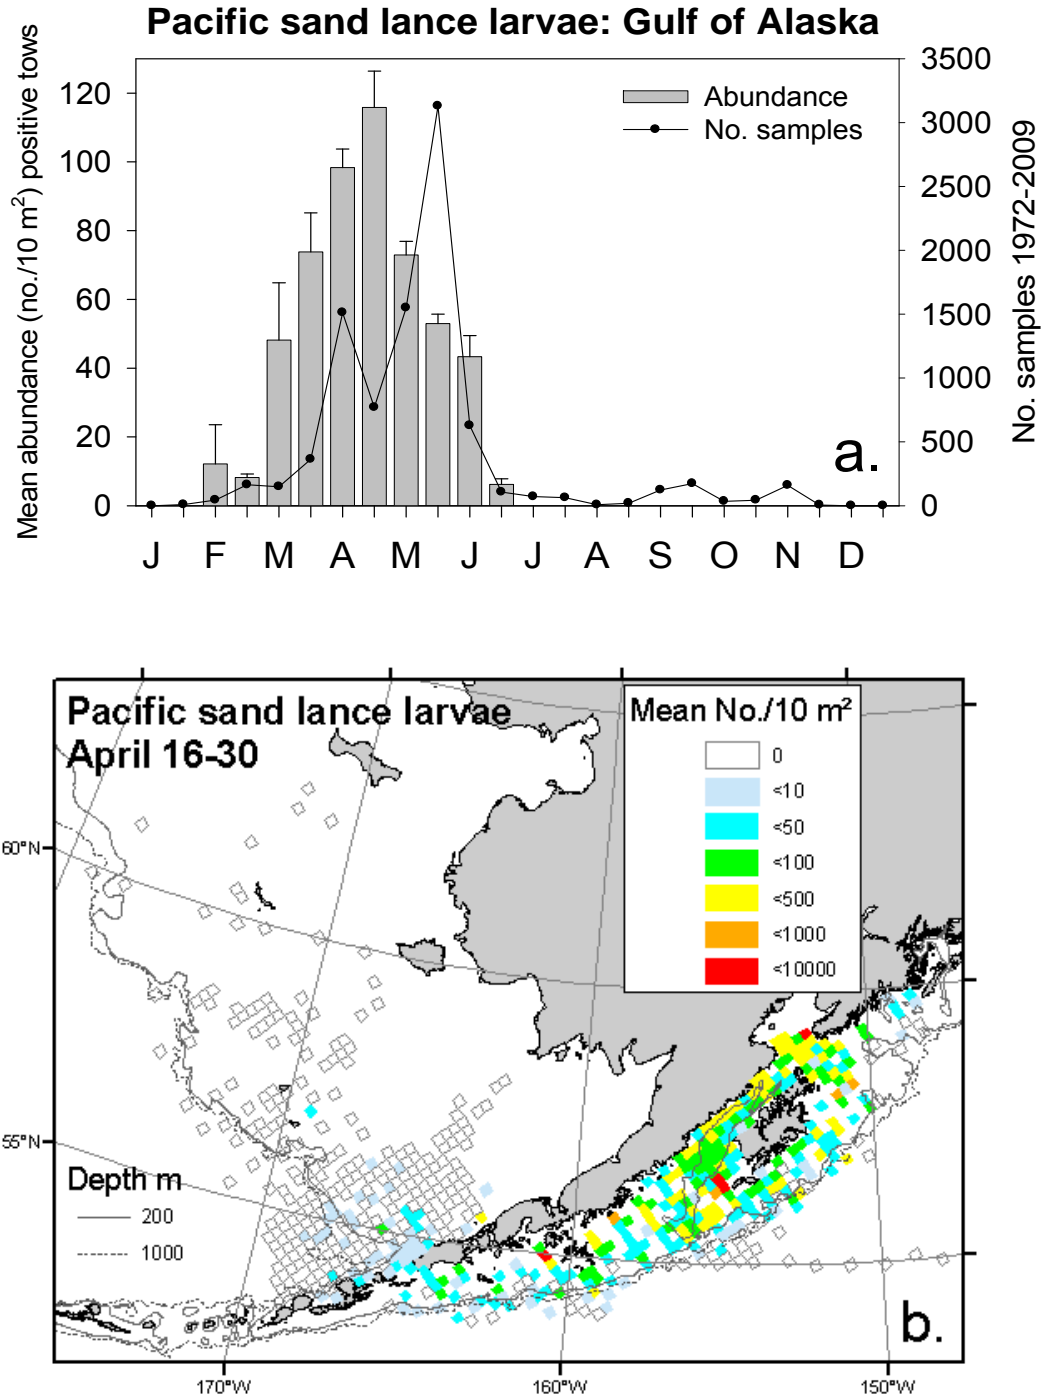 Pacific sand lance larvae: Gulf of Alaska
Mean abundance (no./10 m²) positive tows
120
100
80
60
40
20
0
Abundance
No. samples
3500
3000
2500
2000
1500
1000
500
0
No. samples 1972-2009
a.
J F M A M J J A S O N D
Pacific sand lance larvae
April 16-30
Mean No./10 m²
0
<10
<50
<100
<500
<1000
<10000
60°N
55°N
Depth m
200
1000
b.
170°W 160°W 150°W